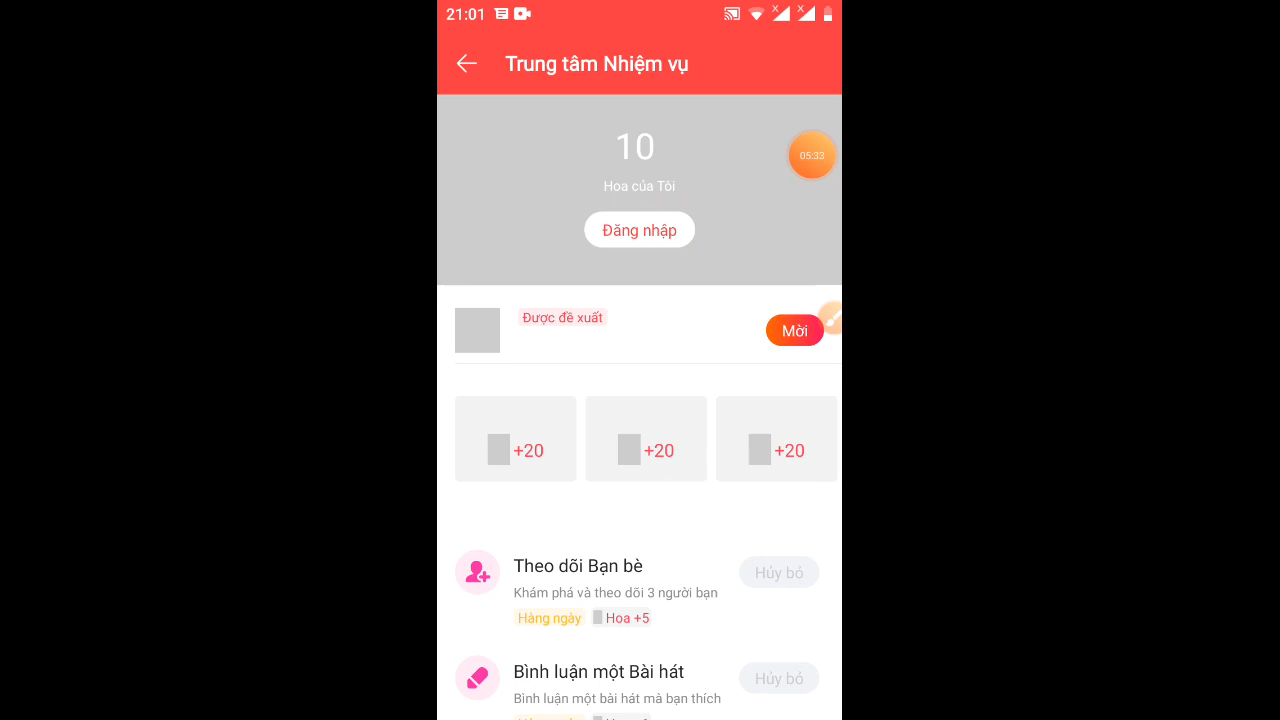 21:01
Trung tâm Nhiệm vụ
10
05:33
Hoa của Tôi
Đăng nhập
Được đề xuất
Mời
+20 +20 +20
Theo dõi Bạn bè
Hủy bỏ
Khám phá và theo dõi 3 người bạn
Hàng ngày Hoa +5
Bình luận một Bài hát
Hủy bỏ
Bình luận một bài hát mà bạn thích